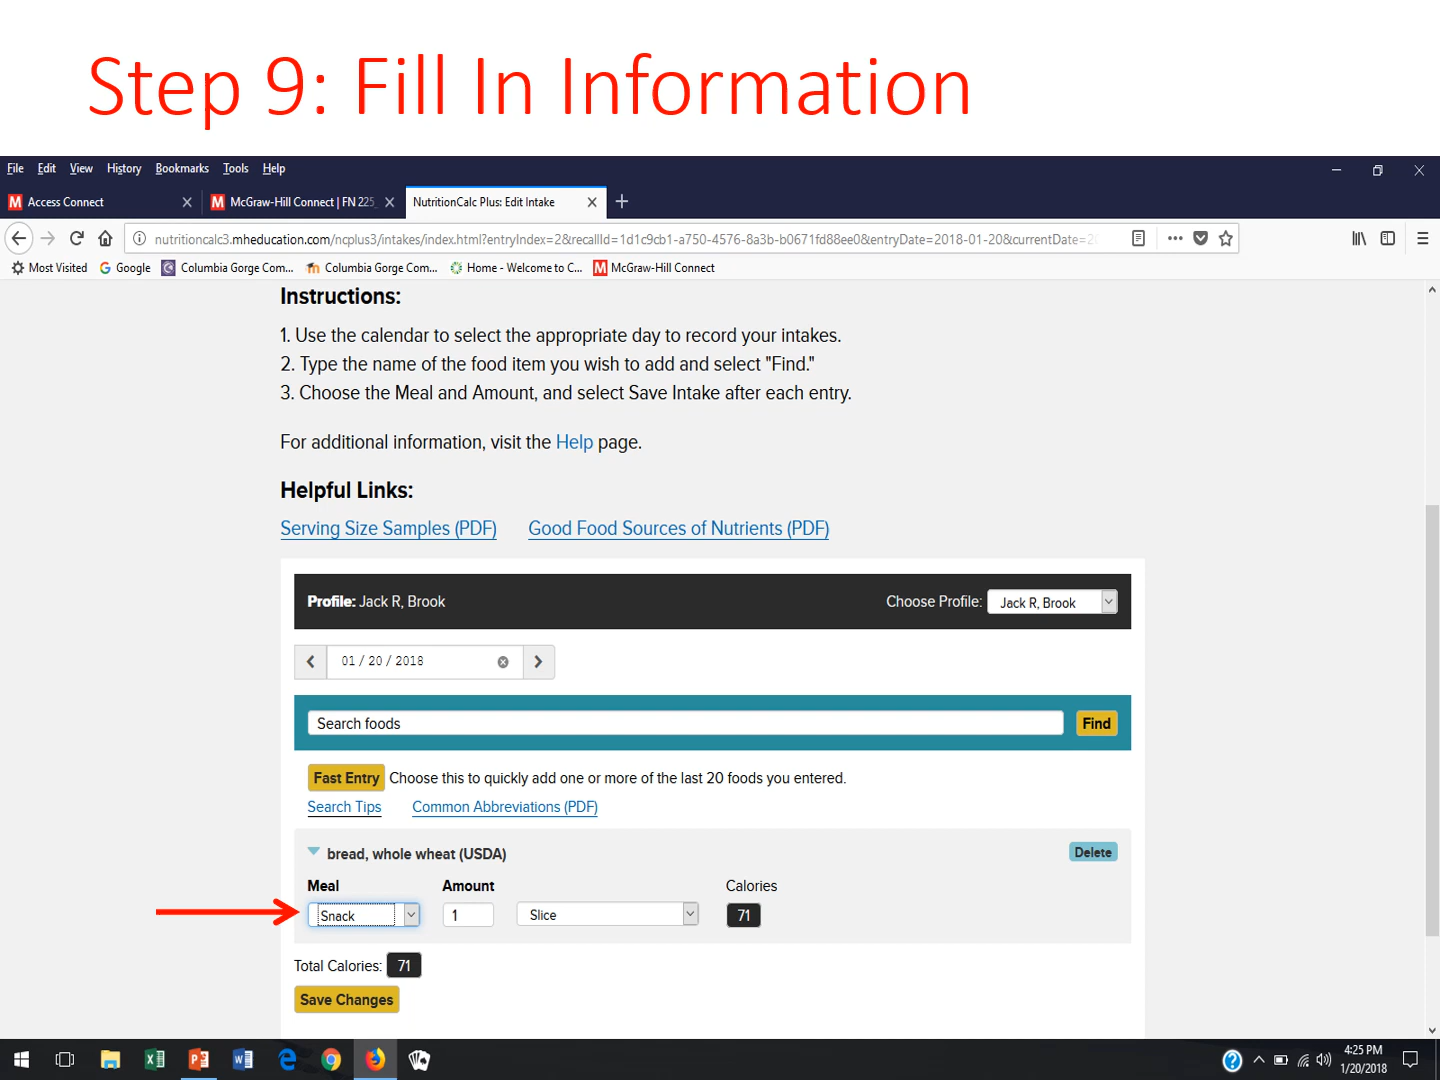 Step 9: Fill In Information
File Edit View History Bookmarks Tools Help
Access Connect
McGraw-Hill Connect | FN 225
NutritionCalc Plus: Edit Intake
nutritioncalc3.mheducation.com/ncplus3/intakes/index.html?entryIndex=2&recallId=1d1c9cb1-a750-4576-8a3b-b0671fd88ee0&entryDate=2018-01-20&currentDate=2
Most Visited Google Columbia Gorge Com... Columbia Gorge Com... Home - Welcome to C... McGraw-Hill Connect
Instructions:
1. Use the calendar to select the appropriate day to record your intakes.
2. Type the name of the food item you wish to add and select "Find."
3. Choose the Meal and Amount, and select Save Intake after each entry.
For additional information, visit the Help page.
Helpful Links:
Serving Size Samples (PDF) Good Food Sources of Nutrients (PDF)
Profile: Jack R, Brook Choose Profile: Jack R, Brook
01 / 20 / 2018
Search foods Find
Fast Entry Choose this to quickly add one or more of the last 20 foods you entered.
Search Tips Common Abbreviations (PDF)
bread, whole wheat (USDA) Delete
Meal Amount Calories
Snack 1 Slice 71
Total Calories: 71
Save Changes
4:25 PM
1/20/2018